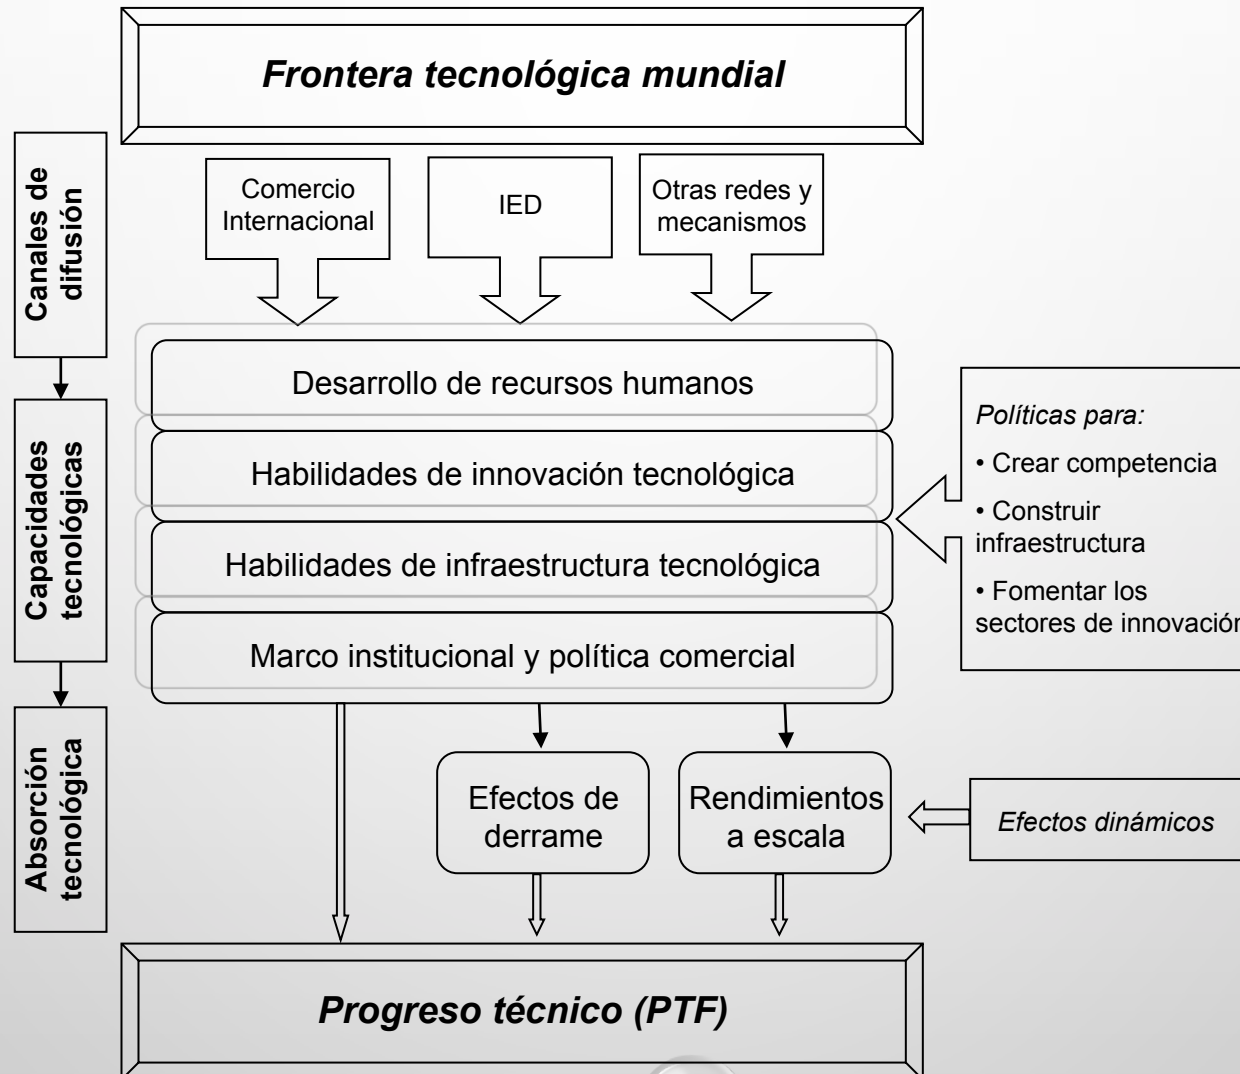 Frontera tecnológica mundial
Canales de
difusión
Comercio
Internacional
IED
Otras redes y
mecanismos
Capacidades
tecnológicas
Desarrollo de recursos humanos
Habilidades de innovación tecnológica
Habilidades de infraestructura tecnológica
Marco institucional y política comercial
Políticas para:
• Crear competencia
• Construir
infraestructura
• Fomentar los
sectores de innovación
Absorción
tecnológica
Efectos de
derrame
Rendimientos
a escala
Efectos dinámicos
Progreso técnico (PTF)